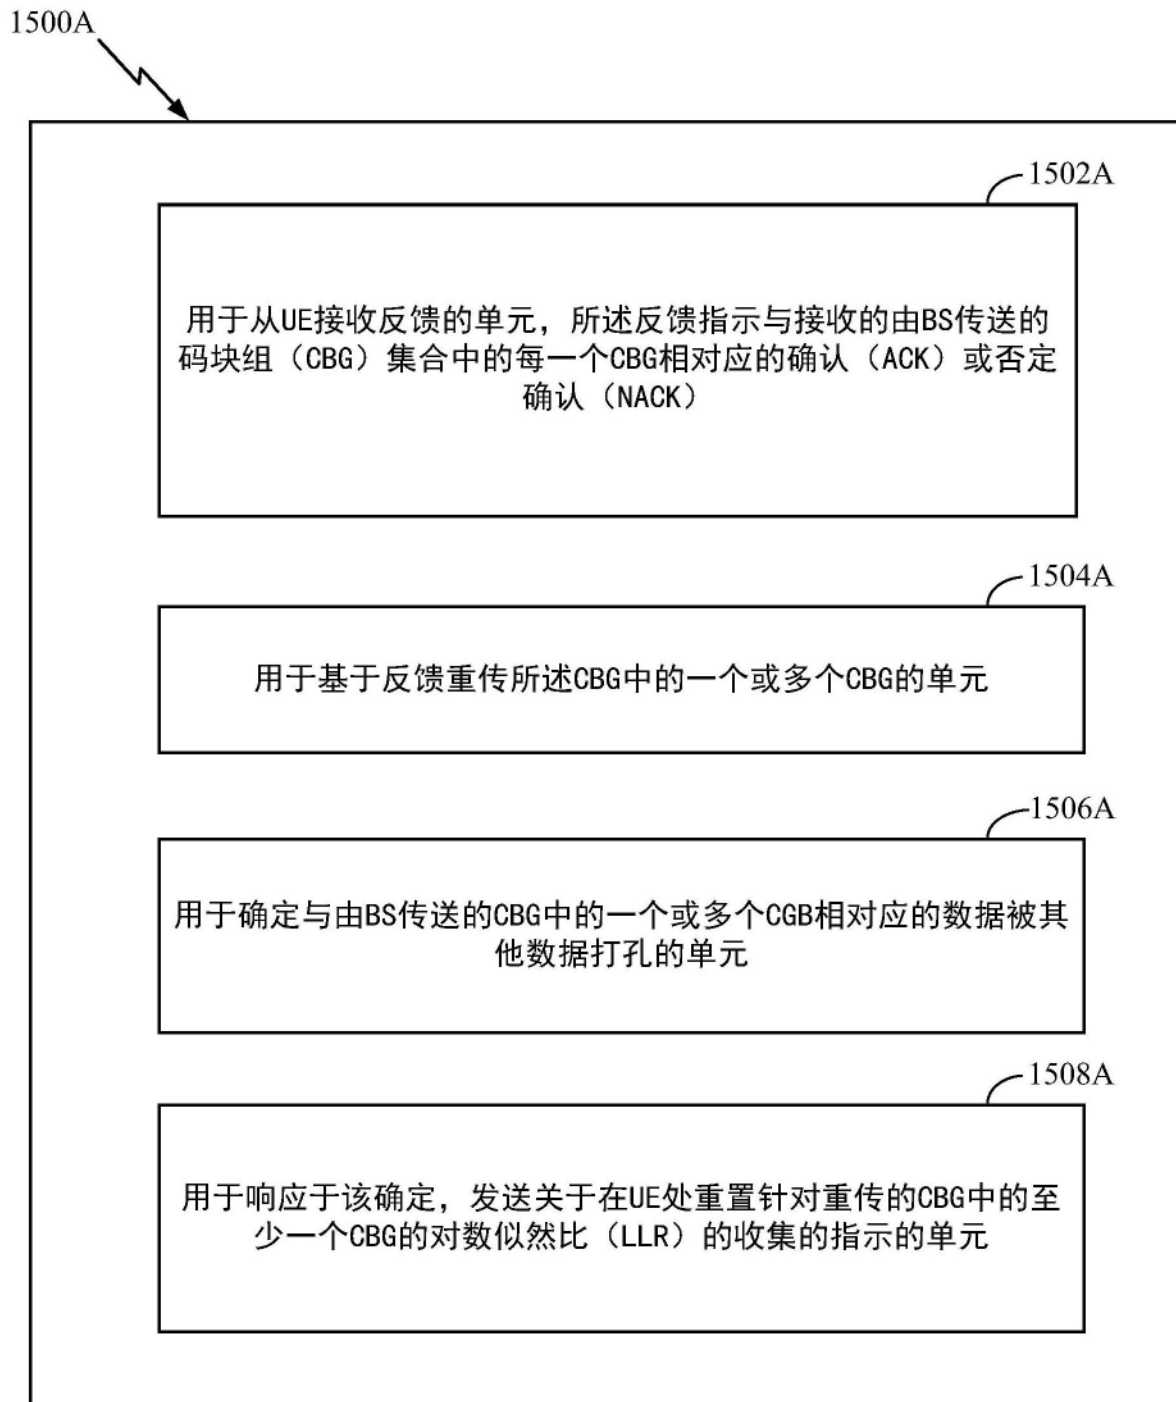 1500A
1502A
用于从UE接收反馈的单元，所述反馈指示与接收的由BS传送的
码块组（CBG）集合中的每一个CBG相对应的确认（ACK）或否定
确认（NACK）
1504A
用于基于反馈重传所述CBG中的一个或多个CBG的单元
1506A
用于确定与由BS传送的CBG中的一个或多个CGB相对应的数据被其
他数据打孔的单元
1508A
用于响应于该确定，发送关于在UE处重置针对重传的CBG中的至
少一个CBG的对数似然比（LLR）的收集的指示的单元